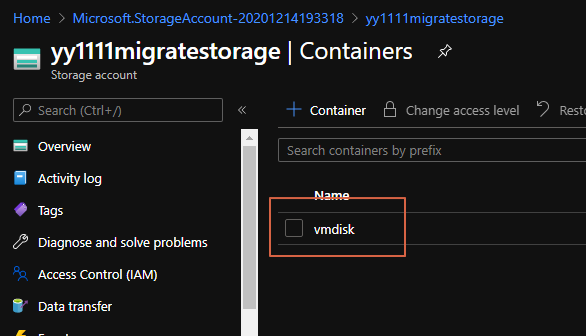 Home > Microsoft.StorageAccount-20201214193318 > yy1111migratestorage
yy1111migratestorage | Containers
Storage account
Search (Ctrl+/)
«
Overview
Activity log
Tags
Diagnose and solve problems
Access Control (IAM)
Data transfer
+ Container
Change access level
Search containers by prefix
Name
vmdisk